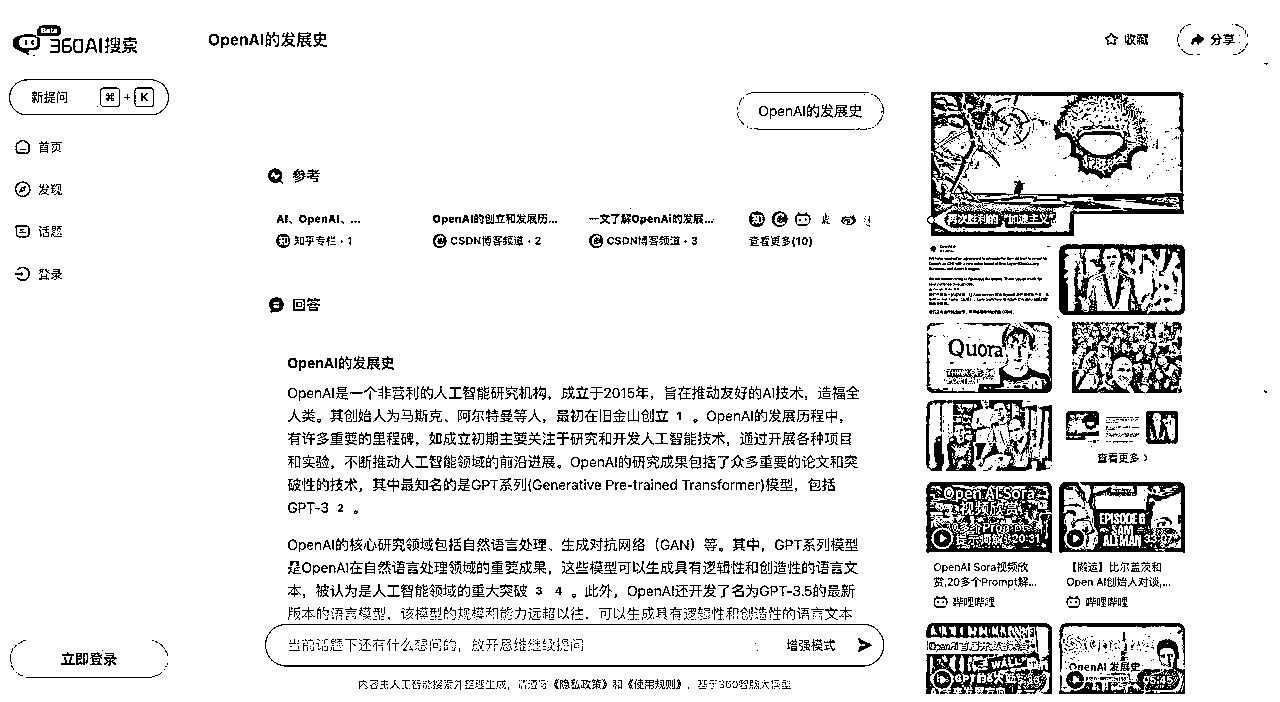 Beta
360AI搜索
OpenAI的发展史
收藏
分享
新提问 ⌘ + K
首页
发现
话题
登录
立即登录
OpenAI的发展史
参考
AI、OpenAI、...
知乎专栏 · 1
OpenAI的创立和发展历...
CSDN博客频道 · 2
一文了解OpenAI的发展...
CSDN博客频道 · 3
查看更多(10)
回答
OpenAI的发展史
OpenAI是一个非营利的人工智能研究机构，成立于2015年，旨在推动友好的AI技术，造福全
人类。其创始人为马斯克、阿尔特曼等人，最初在旧金山创立 1 。OpenAI的发展历程中，
有许多重要的里程碑，如成立初期主要关注于研究和开发人工智能技术，通过开展各种项目
和实验，不断推动人工智能领域的前沿进展。OpenAI的研究成果包括了众多重要的论文和突
破性的技术，其中最知名的是GPT系列(Generative Pre-trained Transformer)模型，包括
GPT-3 2 。
OpenAI的核心研究领域包括自然语言处理、生成对抗网络（GAN）等。其中，GPT系列模型
是OpenAI在自然语言处理领域的重要成果，这些模型可以生成具有逻辑性和创造性的语言文
本，被认为是人工智能领域的重大突破 3 4 。此外，OpenAI还开发了名为GPT-3.5的最新
版本的语言模型，该模型的规模和能力远超以往，可以生成具有逻辑性和创造性的语言文本
当前话题下还有什么想问的，放开思维继续提问
增强模式
内容由人工智能搜索并整理生成，请遵守《隐私政策》和《使用规则》，基于360智脑大模型
再次胜利的“加速主义”
Quora
查看更多
OpenAI Sora
视频欣赏
20:31
EPISODE 6
SAM
ALTMAN
OpenAI Sora视频欣
赏,20多个Prompt解...
哔哩哔哩
【搬运】比尔盖茨和
Open AI创始人对话,...
哔哩哔哩
OpenAI 发展史
05:45